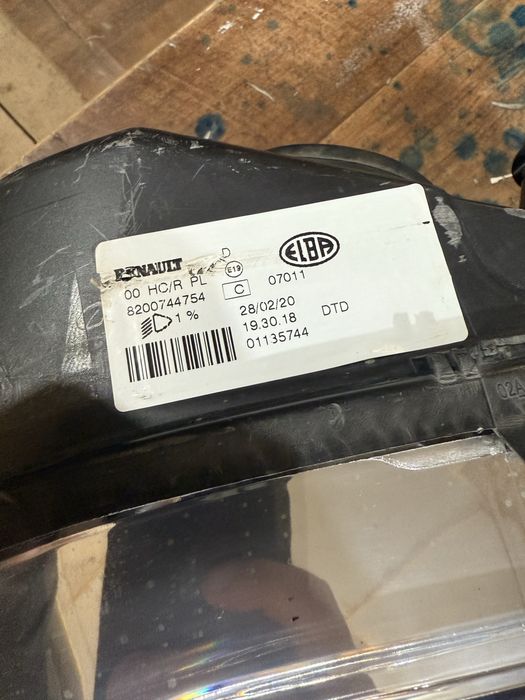 RENAULT D ELBA
00 HC/R PL E19 07011
8200744754 C
1 % 28/02/20 DTD
19.30.18
01135744
02A